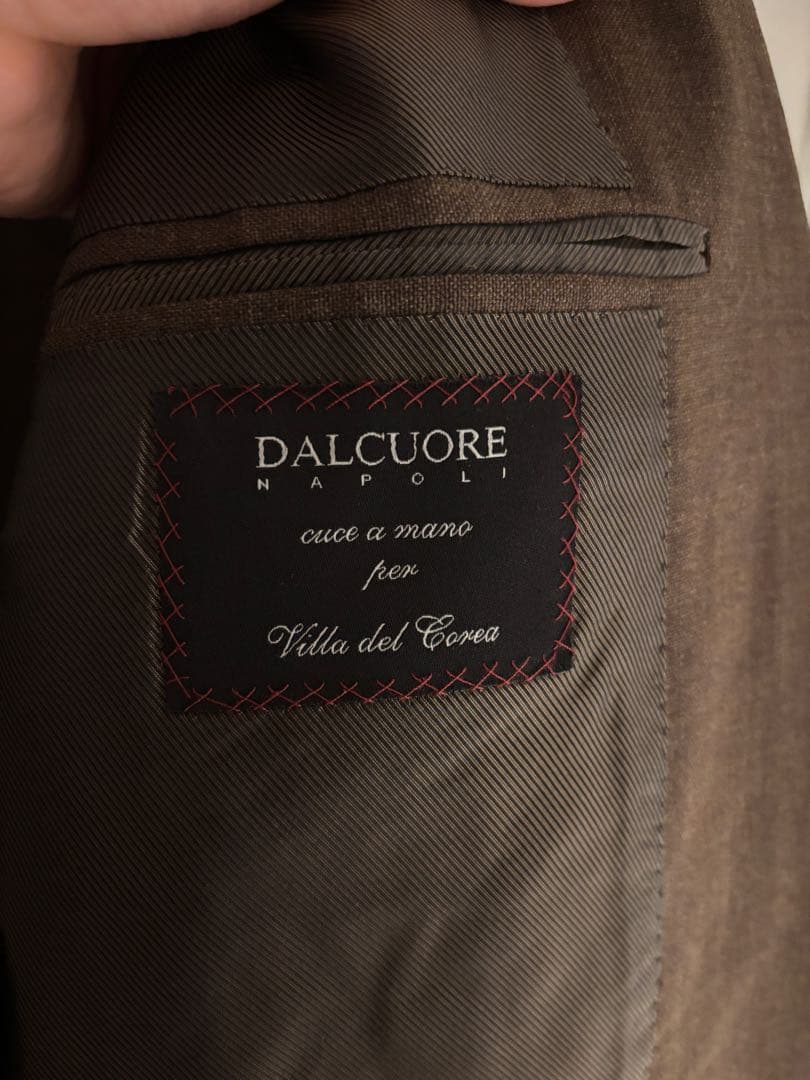 DALCUORE
NAPOLI
cuce a mano
per
Villa del Corea